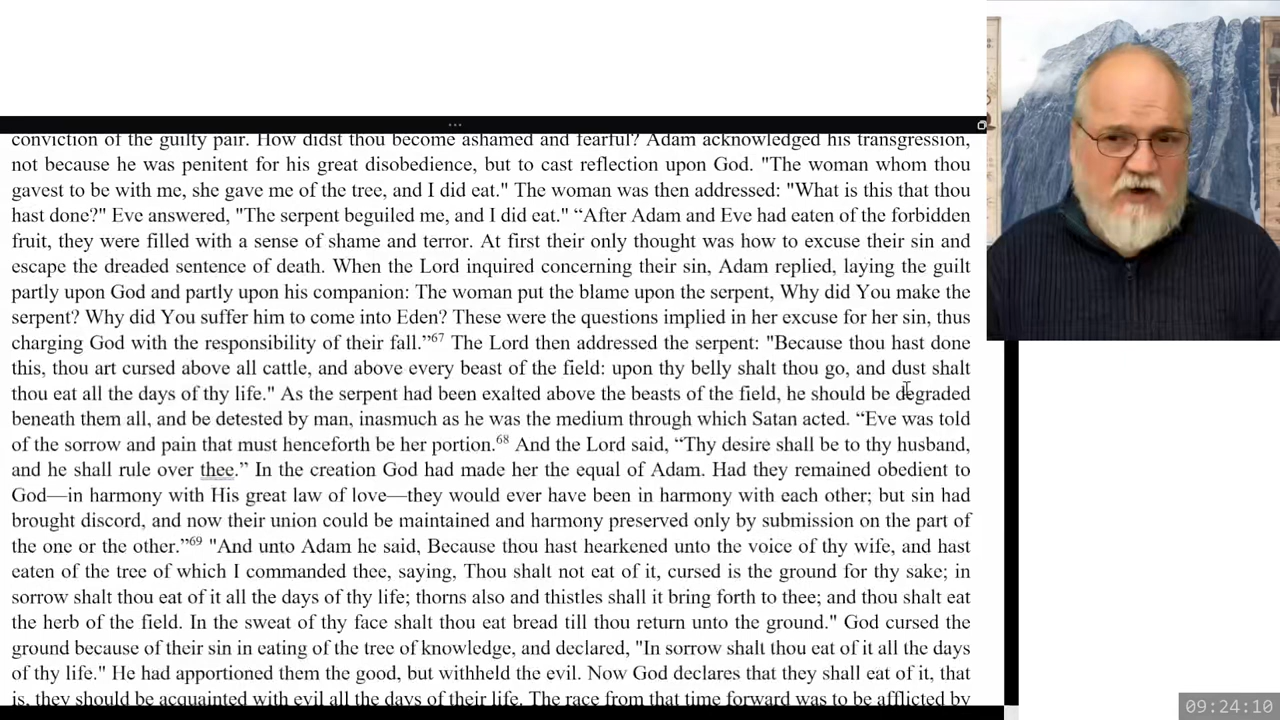 conviction of the guilty pair. How didst thou become ashamed and fearful? Adam acknowledged his transgression,
not because he was penitent for his great disobedience, but to cast reflection upon God. "The woman whom thou
gavest to be with me, she gave me of the tree, and I did eat." The woman was then addressed: "What is this that thou
hast done?" Eve answered, "The serpent beguiled me, and I did eat." “After Adam and Eve had eaten of the forbidden
fruit, they were filled with a sense of shame and terror. At first their only thought was how to excuse their sin and
escape the dreaded sentence of death. When the Lord inquired concerning their sin, Adam replied, laying the guilt
partly upon God and partly upon his companion: The woman put the blame upon the serpent, Why did You make the
serpent? Why did You suffer him to come into Eden? These were the questions implied in her excuse for her sin, thus
charging God with the responsibility of their fall.”⁶⁷ The Lord then addressed the serpent: "Because thou hast done
this, thou art cursed above all cattle, and above every beast of the field: upon thy belly shalt thou go, and dust shalt
thou eat all the days of thy life." As the serpent had been exalted above the beasts of the field, he should be degraded
beneath them all, and be detested by man, inasmuch as he was the medium through which Satan acted. “Eve was told
of the sorrow and pain that must henceforth be her portion.⁶⁸ And the Lord said, “Thy desire shall be to thy husband,
and he shall rule over thee.” In the creation God had made her the equal of Adam. Had they remained obedient to
God—in harmony with His great law of love—they would ever have been in harmony with each other; but sin had
brought discord, and now their union could be maintained and harmony preserved only by submission on the part of
the one or the other.”⁶⁹ "And unto Adam he said, Because thou hast hearkened unto the voice of thy wife, and hast
eaten of the tree of which I commanded thee, saying, Thou shalt not eat of it, cursed is the ground for thy sake; in
sorrow shalt thou eat of it all the days of thy life; thorns also and thistles shall it bring forth to thee; and thou shalt eat
the herb of the field. In the sweat of thy face shalt thou eat bread till thou return unto the ground." God cursed the
ground because of their sin in eating of the tree of knowledge, and declared, "In sorrow shalt thou eat of it all the days
of thy life." He had apportioned them the good, but withheld the evil. Now God declares that they shall eat of it, that
is, they should be acquainted with evil all the days of their life. The race from that time forward was to be afflicted by
09:24:10